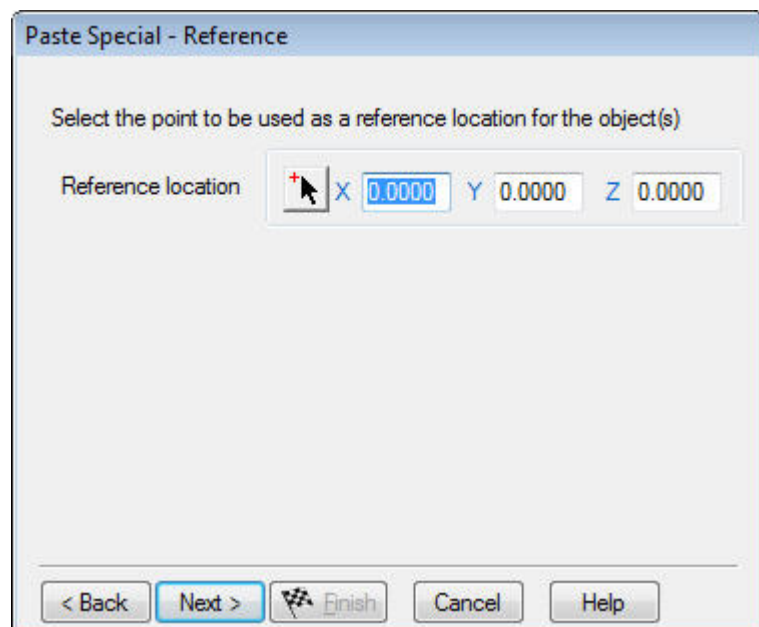 Paste Special - Reference
Select the point to be used as a reference location for the object(s)
Reference location X 0.0000 Y 0.0000 Z 0.0000
< Back Next > Finish Cancel Help